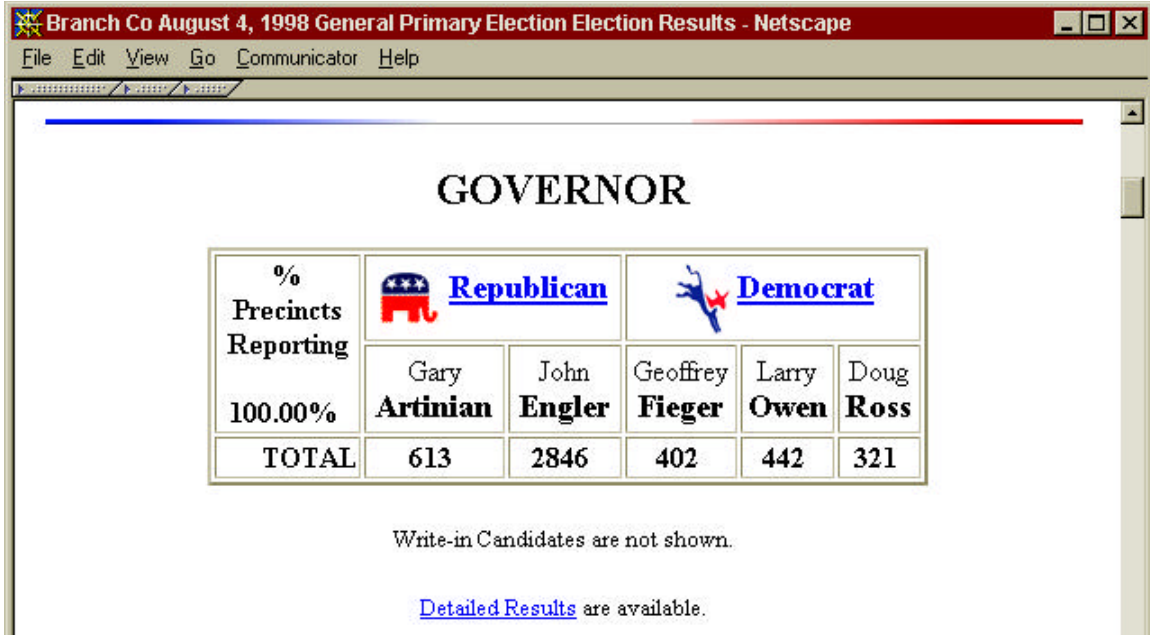 Branch Co August 4, 1998 General Primary Election Election Results - Netscape
File Edit View Go Communicator Help
GOVERNOR
%
Precincts
Reporting
100.00%
Republican
Democrat
Gary
Artinian
John
Engler
Geoffrey
Fieger
Larry
Owen
Doug
Ross
TOTAL 613 2846 402 442 321
Write-in Candidates are not shown.
Detailed Results are available.